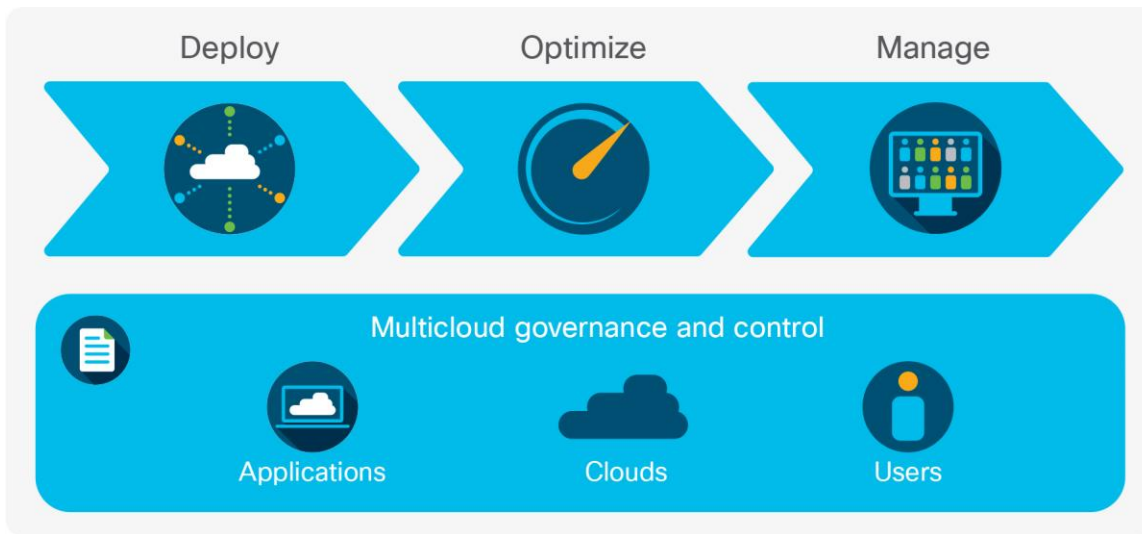 Deploy
Optimize
Manage
Multicloud governance and control
Applications
Clouds
Users